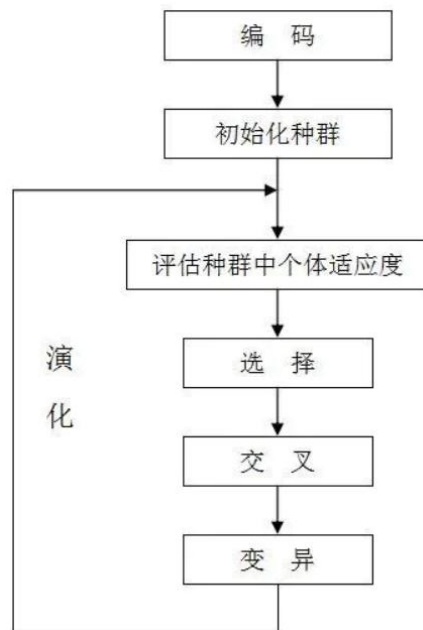 编 码
初始化种群
评估种群中个体适应度
选 择
演
化
交 叉
变 异